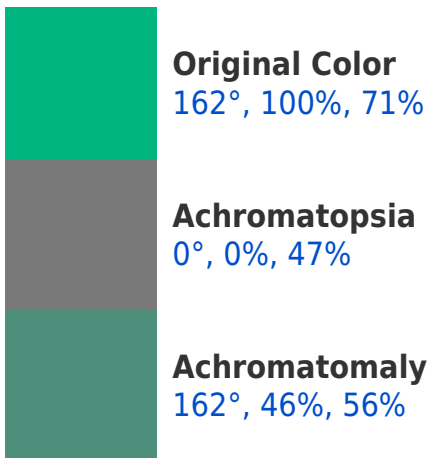 Original Color
162°, 100%, 71%
Achromatopsia
0°, 0%, 47%
Achromatomaly
162°, 46%, 56%